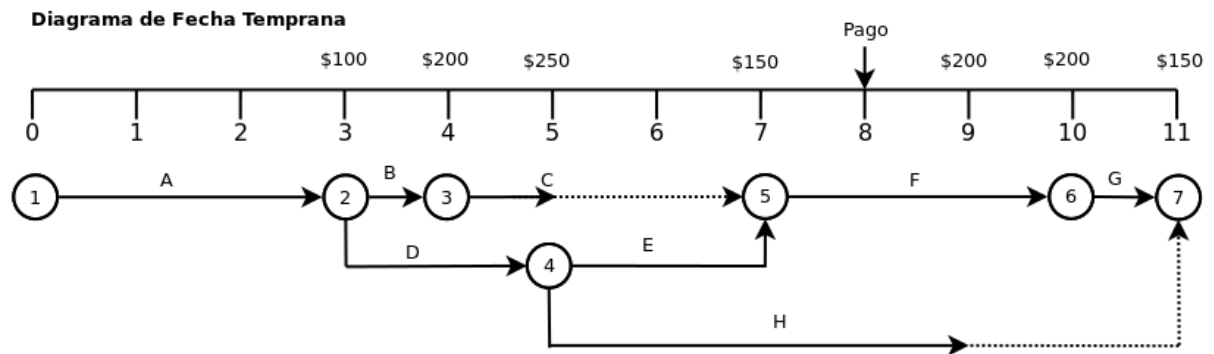 Diagrama de Fecha Temprana
Pago
$100 $200 $250 $150 $200 $200 $150
0 1 2 3 4 5 6 7 8 9 10 11
A B C F G
1 2 3 5 6 7
D E
4
H